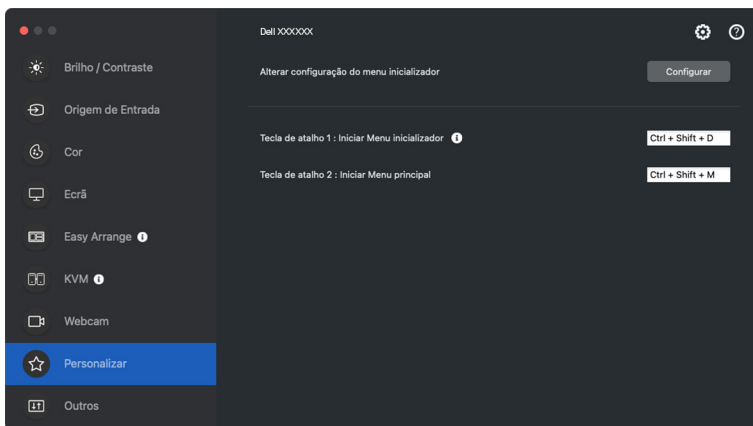 Dell XXXXXX
Brilho / Contraste
Alterar configuração do menu inicializador
Configurar
Origem de Entrada
Tecla de atalho 1 : Iniciar Menu inicializador
Ctrl + Shift + D
Cor
Tecla de atalho 2 : Iniciar Menu principal
Ctrl + Shift + M
Ecrã
Easy Arrange
KVM
Webcam
Personalizar
Outros